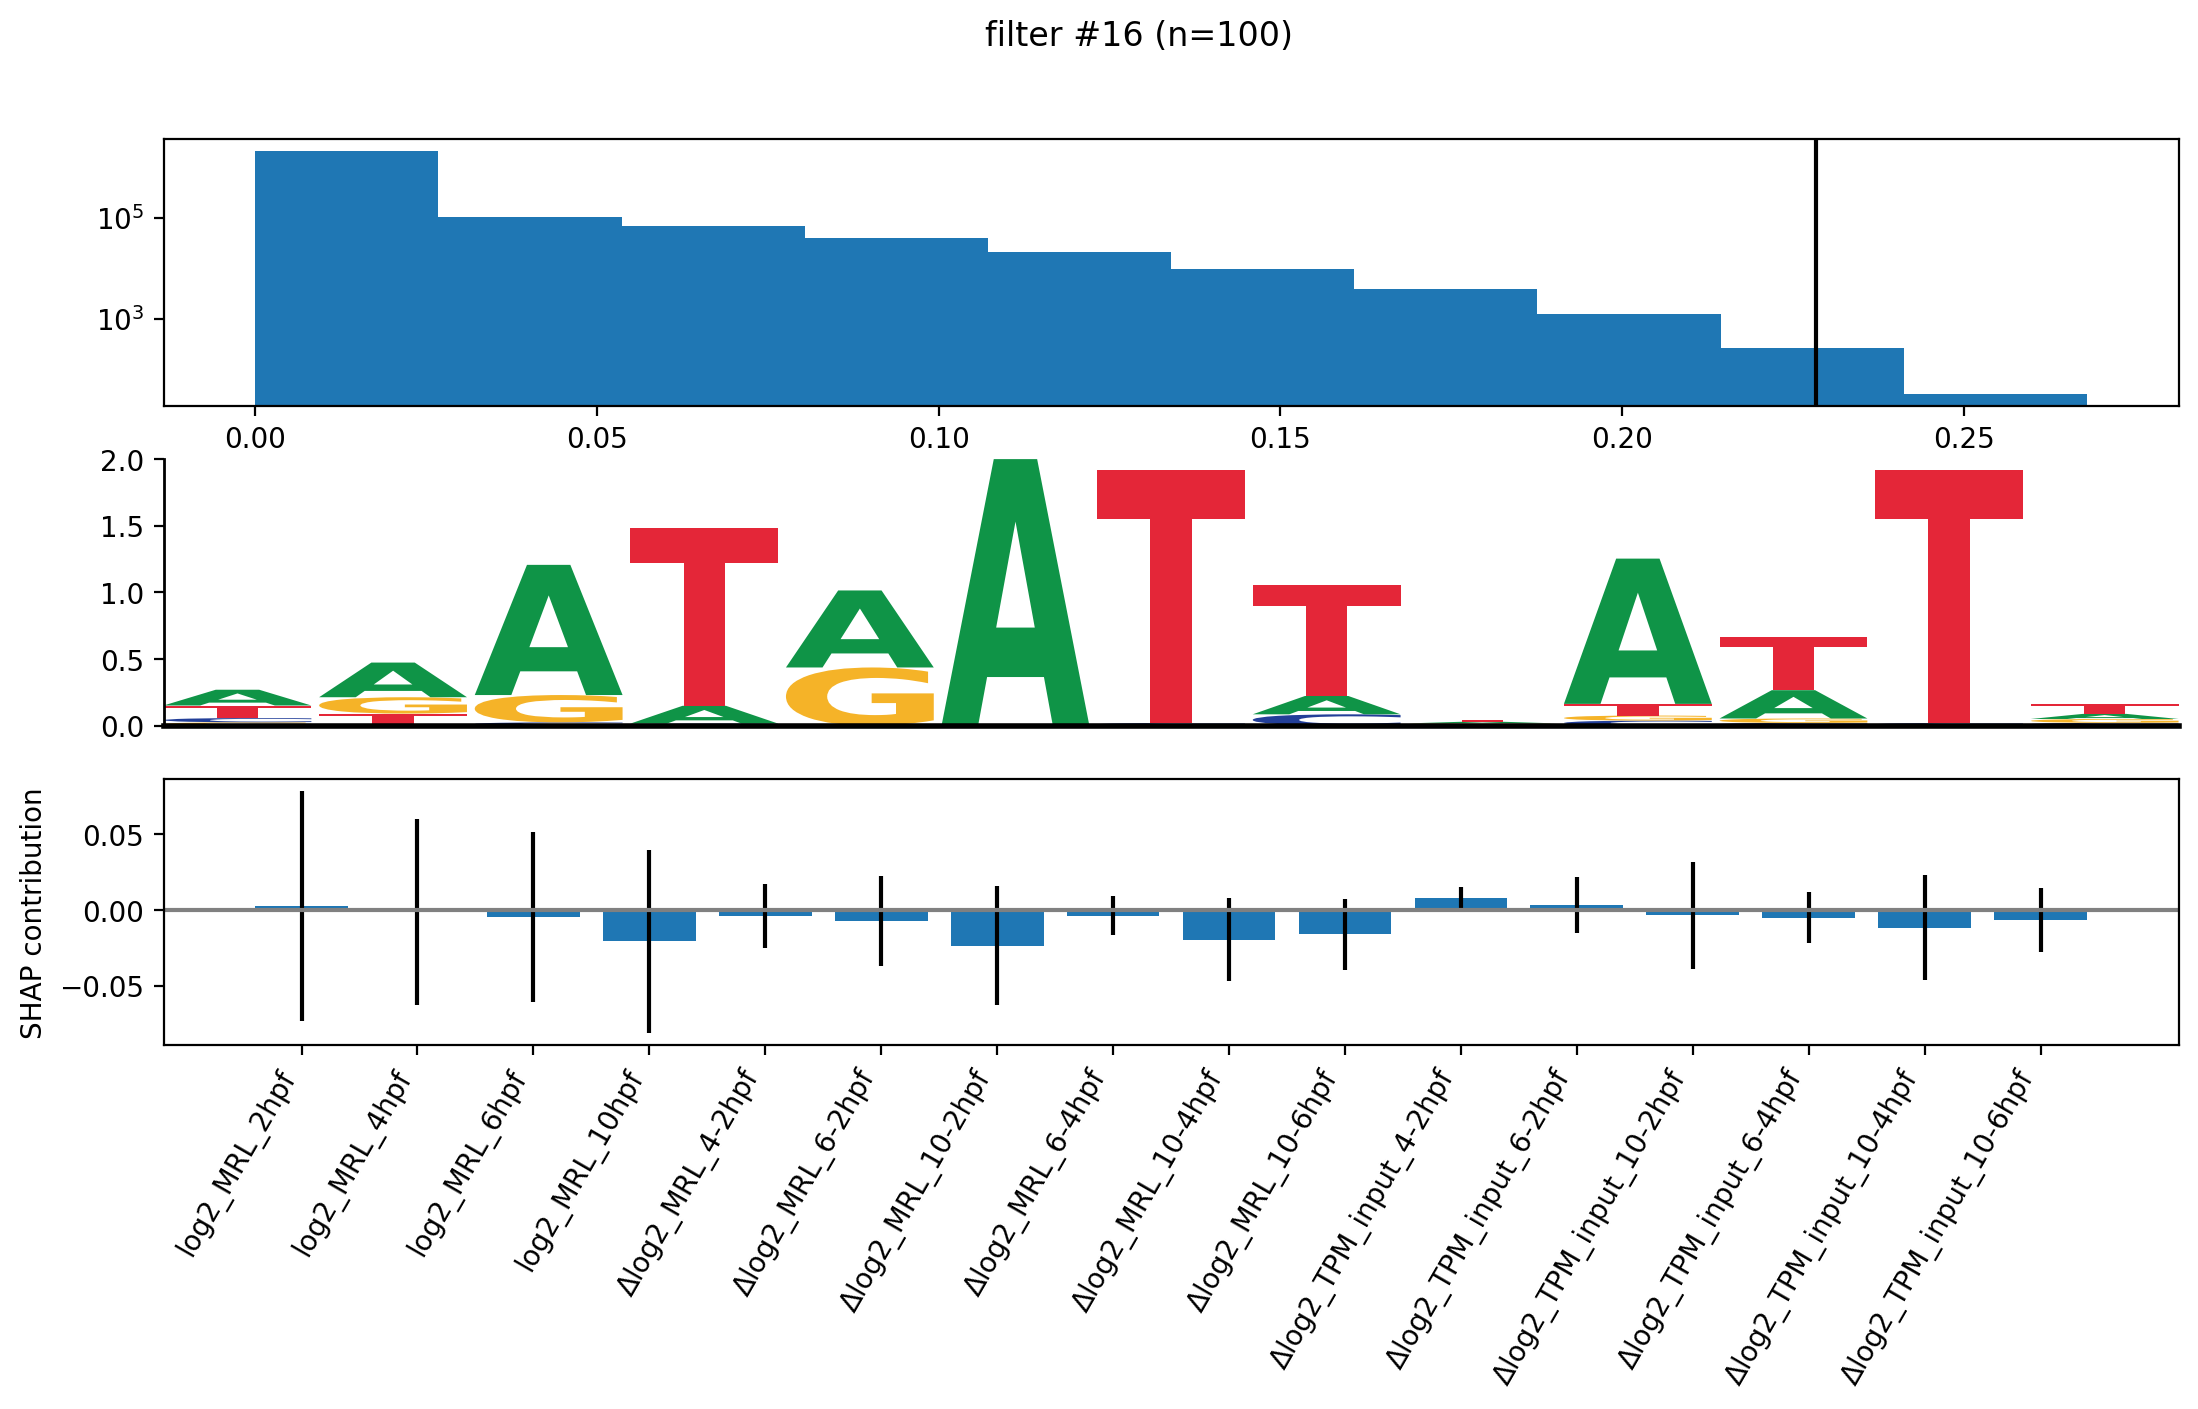 filter #16 (n=100)
10^5
10^3
0.00 0.05 0.10 0.15 0.20 0.25
2.0
1.5
1.0
0.5
0.0
A A A T A A T T A T T T
A G G A G A T A T
T C G G A
SHAP contribution
0.05
0.00
−0.05
log2_MRL_2hpf
log2_MRL_4hpf
log2_MRL_6hpf
log2_MRL_10hpf
Δlog2_MRL_4-2hpf
Δlog2_MRL_6-2hpf
Δlog2_MRL_10-2hpf
Δlog2_MRL_6-4hpf
Δlog2_MRL_10-4hpf
Δlog2_MRL_10-6hpf
Δlog2_TPM_input_4-2hpf
Δlog2_TPM_input_6-2hpf
Δlog2_TPM_input_10-2hpf
Δlog2_TPM_input_6-4hpf
Δlog2_TPM_input_10-4hpf
Δlog2_TPM_input_10-6hpf